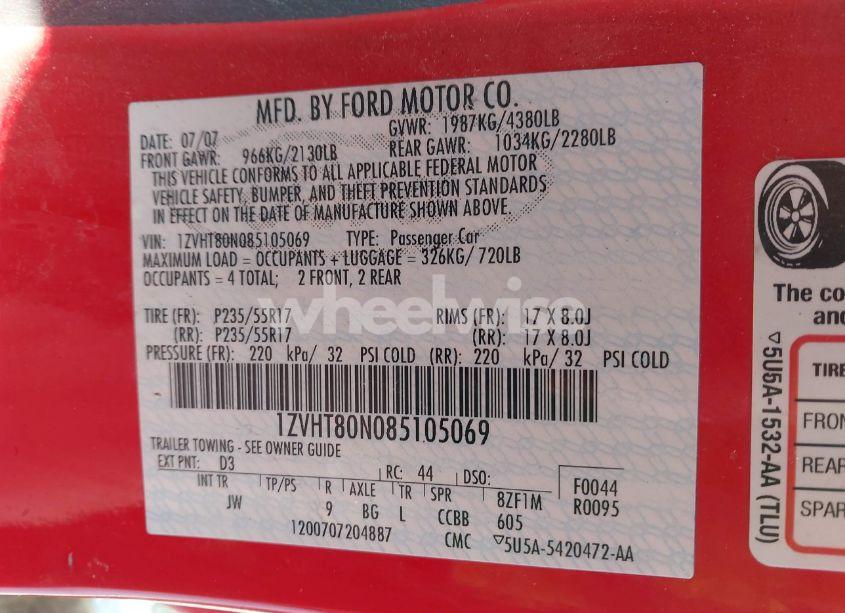 MFD. BY FORD MOTOR CO.
DATE: 07/07 GVWR: 1987KG/4380LB
FRONT GAWR: 966KG/2130LB REAR GAWR: 1034KG/2280LB
THIS VEHICLE CONFORMS TO ALL APPLICABLE FEDERAL MOTOR
VEHICLE SAFETY, BUMPER, AND THEFT PREVENTION STANDARDS
IN EFFECT ON THE DATE OF MANUFACTURE SHOWN ABOVE.
VIN: 1ZVHT80N085105069 TYPE: Passenger Car
MAXIMUM LOAD = OCCUPANTS + LUGGAGE = 326KG/ 720LB
OCCUPANTS = 4 TOTAL; 2 FRONT, 2 REAR
wheelwise
TIRE (FR): P235/55R17 RIMS (FR): 17 X 8.0J
(RR): P235/55R17 (RR): 17 X 8.0J
PRESSURE (FR): 220 kPa/ 32 PSI COLD (RR): 220 kPa/ 32 PSI COLD
1ZVHT80N085105069
TRAILER TOWING - SEE OWNER GUIDE
EXT PNT: D3 RC: 44 DSO: F0044
INT TR TP/PS R AXLE TR SPR 8ZF1M R0095
JW 9 BG L CCBB 605
1200707204887 CMC ▽5U5A-5420472-AA
The co
and
▽5U5A-1532-AA (TLU)
TIRE
FRON
REAR
SPAR